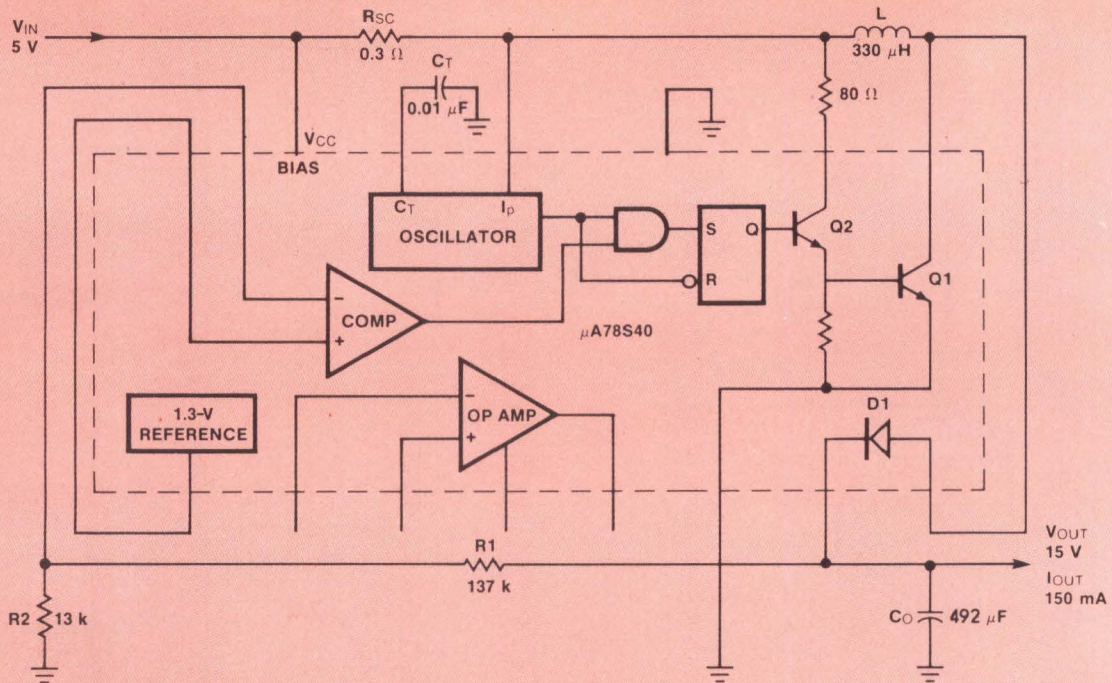 VIN
5 V
RSC
0.3 Ω
L
330 μH
CT
0.01 μF
80 Ω
VCC
BIAS
CT
Ip
OSCILLATOR
S
Q
R
Q2
Q1
−
COMP
+
μA78S40
−
OP AMP
+
1.3-V
REFERENCE
D1
VOUT
15 V
IOUT
150 mA
R1
137 k
R2
13 k
CO
492 μF